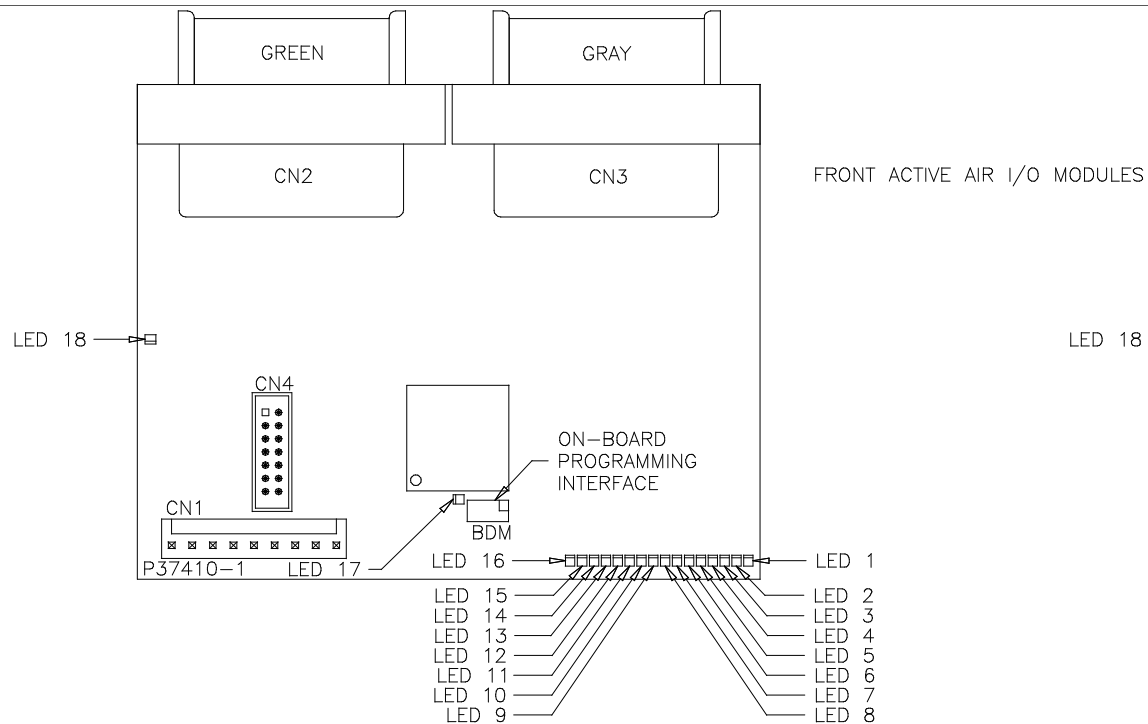 GREEN
GRAY
CN2
CN3
FRONT ACTIVE AIR I/O MODULES
LED 18
LED 18
CN4
ON-BOARD
PROGRAMMING
INTERFACE
CN1
BDM
P37410-1
LED 17
LED 16
LED 1
LED 15
LED 2
LED 14
LED 3
LED 13
LED 4
LED 12
LED 5
LED 11
LED 6
LED 10
LED 7
LED 9
LED 8